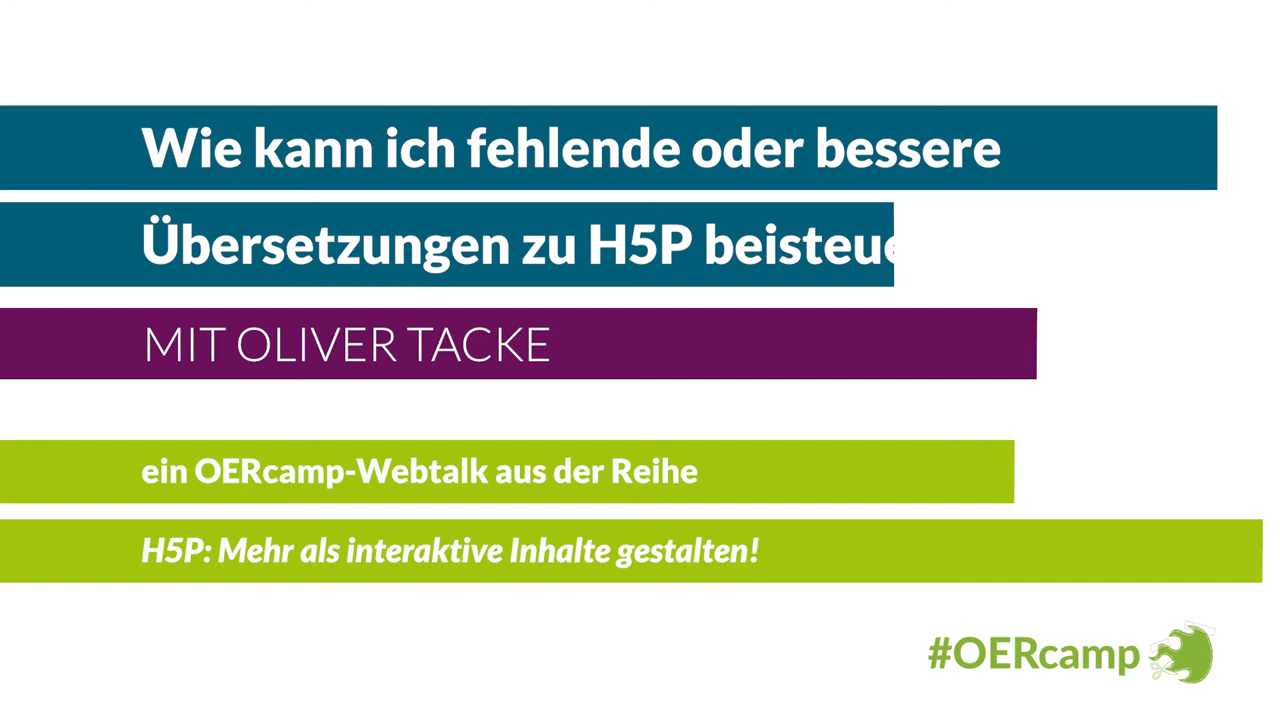 Wie kann ich fehlende oder bessere
Übersetzungen zu H5P beisteue
MIT OLIVER TACKE
ein OERcamp-Webtalk aus der Reihe
H5P: Mehr als interaktive Inhalte gestalten!
#OERcamp